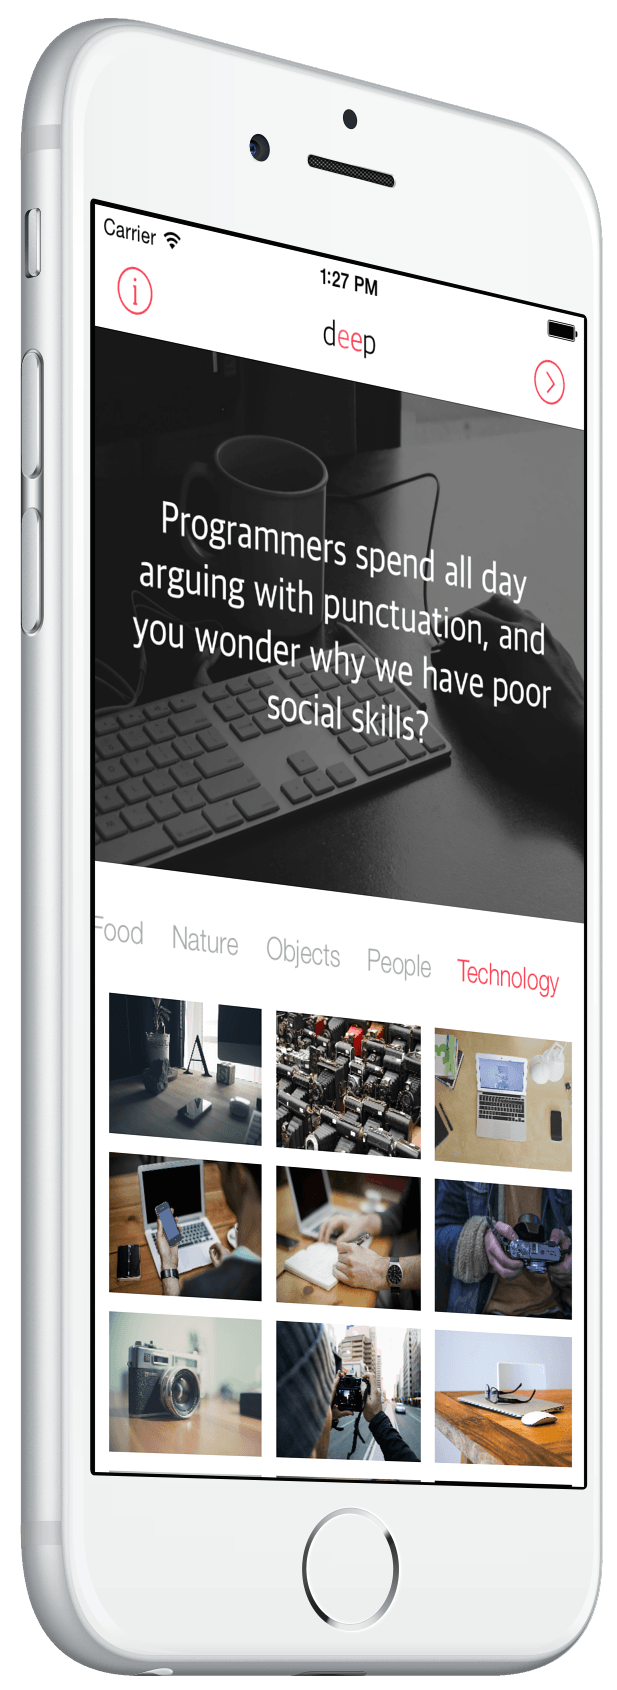 Carrier
1:27 PM
deep
Programmers spend all day
arguing with punctuation, and
you wonder why we have poor
social skills?
Food Nature Objects People Technology
A